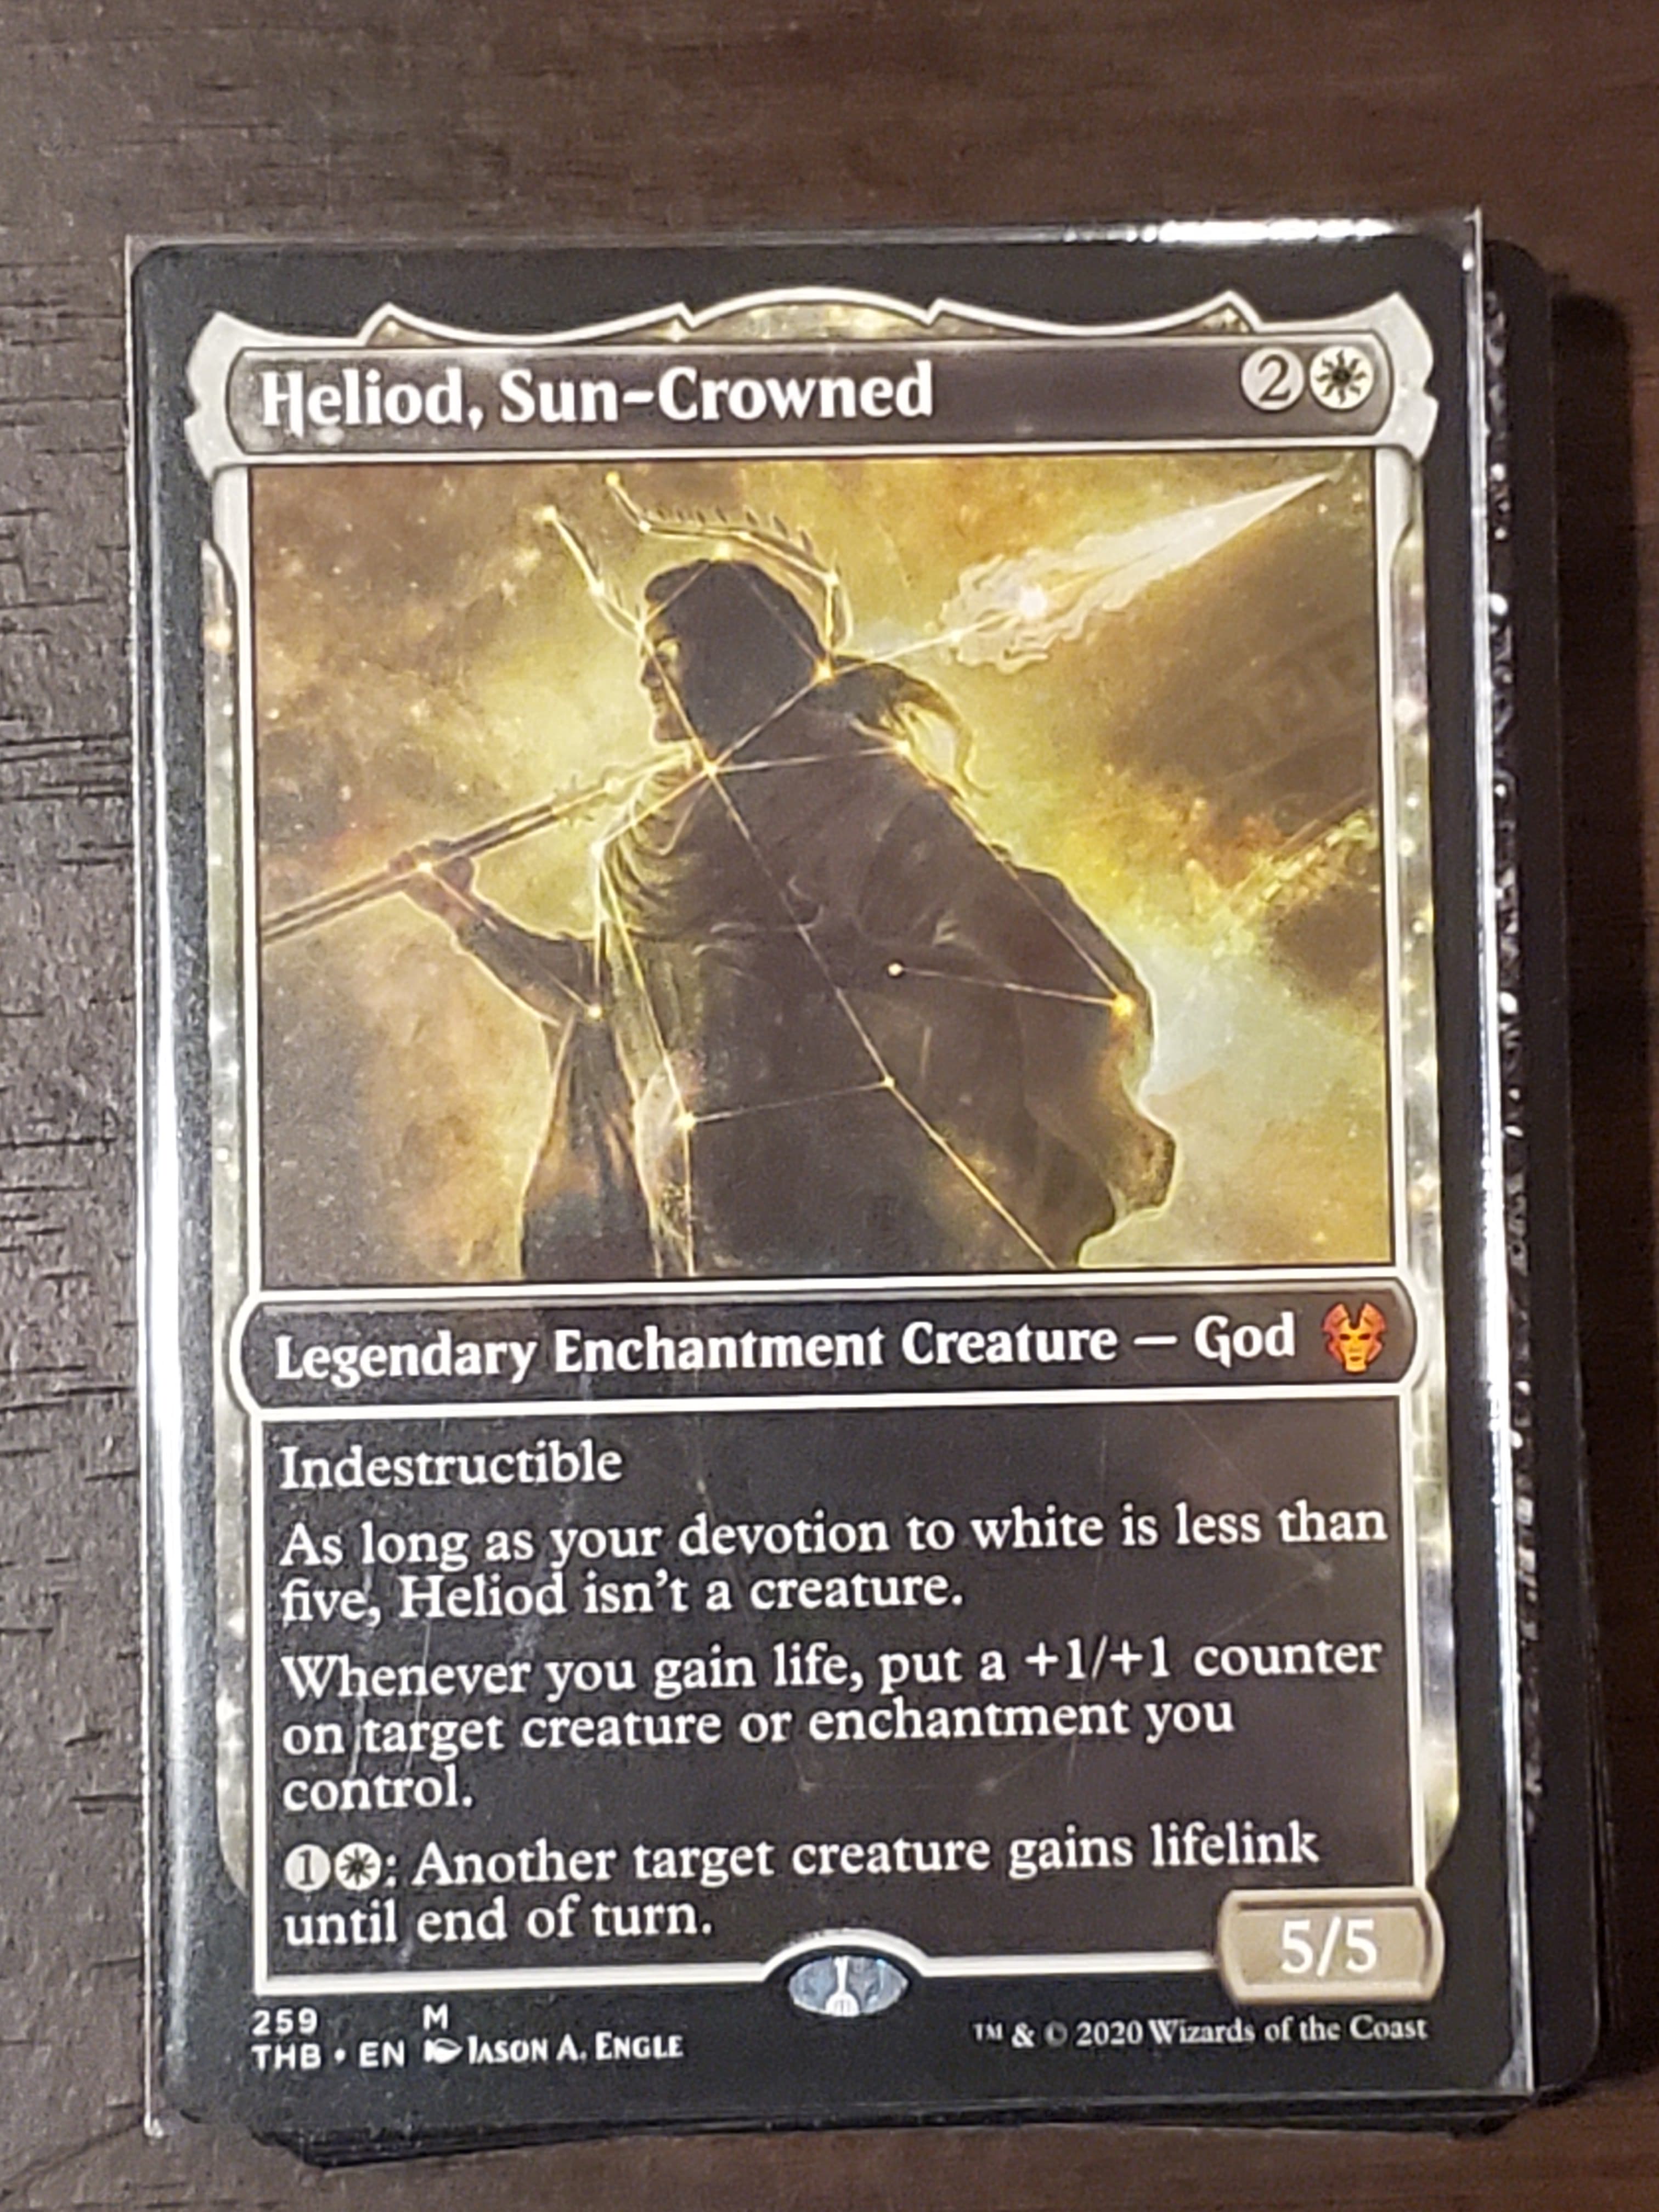 Heliod, Sun-Crowned 2
Legendary Enchantment Creature — God
Indestructible
As long as your devotion to white is less than
five, Heliod isn't a creature.
Whenever you gain life, put a +1/+1 counter
on target creature or enchantment you
control.
1: Another target creature gains lifelink
until end of turn.
5/5
259 M
THB • EN JASON A. ENGLE
™ & © 2020 Wizards of the Coast